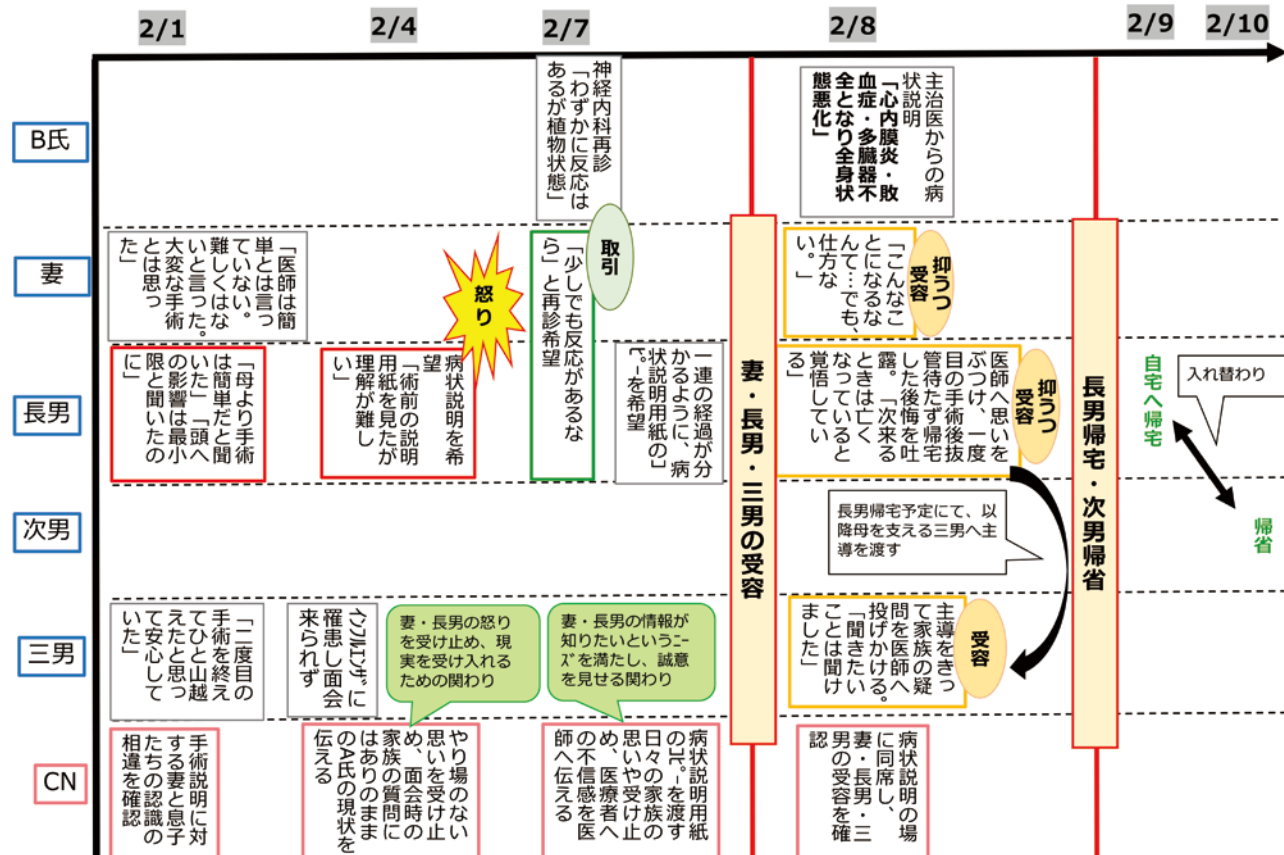 2/1
2/4
2/7
2/8
2/9
2/10
B氏
神経内科再診
「わずかに反応は
あるが植物状態」
主治医からの病
状説明
「心内膜炎・敗
血症・多臓器不
全となり全身状
態悪化」
妻
「医師は簡
単とは言っ
ていない。
難しくはな
いと言った。
大変な手術
とは思っ
た」
怒り
取引
「少しでも反応があるな
ら」と再診希望
抑うつ
受容
「こんなこ
とになるな
んて…でも、
仕方な
い。」
長男
「母より手術
は簡単だと聞
いた」「頭へ
の影響は最小
限と聞いたの
に」
病状説明を希
望
「術前の説明
用紙を見たが
理解が難し
い」
一連の経過が分
かるように、病
状説明用紙の
ｺﾋﾟｰを希望
抑うつ
受容
医師へ思いを
ぶつけ、一度
目の手術後抜
管待たず帰宅
した後悔を吐
露。「次来る
ときは亡く
なっていると
覚悟してい
る」
自宅へ帰宅
入れ替わり
次男
長男帰宅予定にて、以
降母を支える三男へ主
導を渡す
帰省
妻・長男・三男の受容
長男帰宅・次男帰省
三男
「二度目の
手術を終え
てひと山越
えたと思っ
て安心して
いた」
ｲﾝﾌﾙｴﾝｻﾞに
罹患し面会
来られず
妻・長男の怒り
を受け止め、現
実を受け入れる
ための関わり
妻・長男の情報が
知りたいというﾆｰ
ｽﾞを満たし、誠意
を見せる関わり
受容
主導をきっ
て家族の疑
問を医師へ
投げかける。
「聞きたい
ことは聞け
ました」
CN
手術説明に対
する妻と息子
たちの認識の
相違を確認
やり場のない
思いを受け止
め、面会時の
家族の質問に
はありのまま
のA氏の現状を
伝える
病状説明用紙
のｺﾋﾟｰを渡す
日々の家族の
思いや受け止
め、医療者へ
の不信感を医
師へ伝える
病状説明の場
に同席し、
妻・長男・三
男の受容を確
認